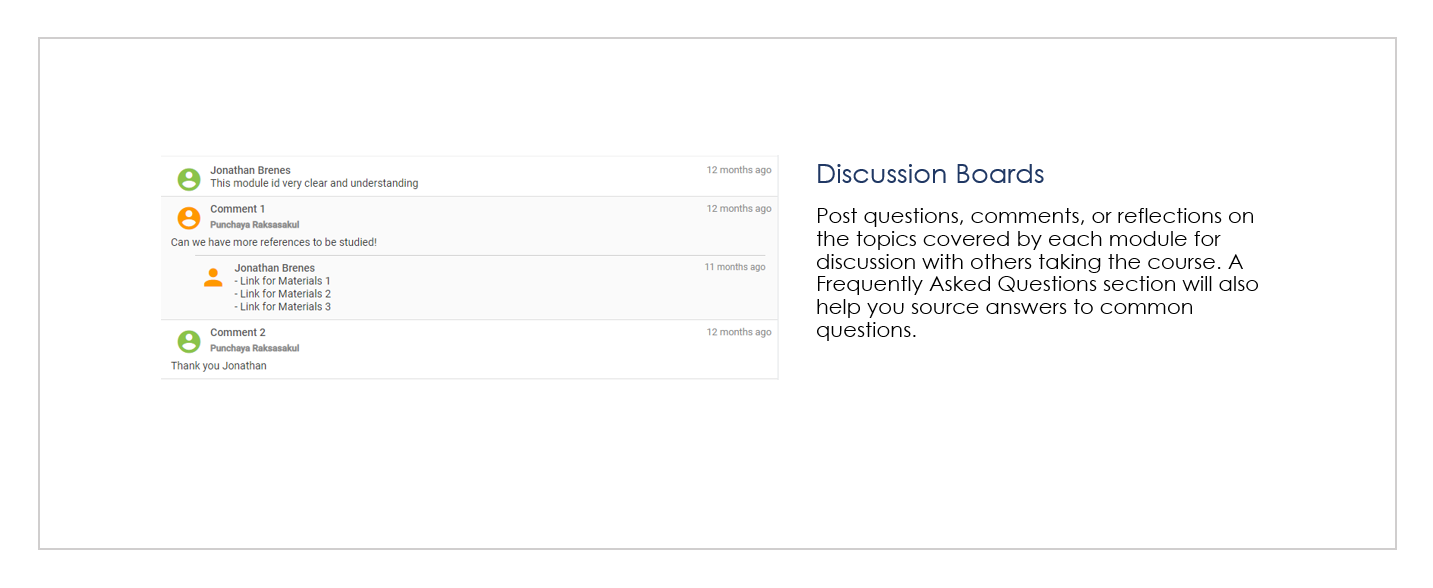 Jonathan Brenes
12 months ago
This module id very clear and understanding
Comment 1
12 months ago
Punchaya Raksasakul
Can we have more references to be studied!
Jonathan Brenes
11 months ago
- Link for Materials 1
- Link for Materials 2
- Link for Materials 3
Comment 2
12 months ago
Punchaya Raksasakul
Thank you Jonathan
Discussion Boards
Post questions, comments, or reflections on
the topics covered by each module for
discussion with others taking the course. A
Frequently Asked Questions section will also
help you source answers to common
questions.